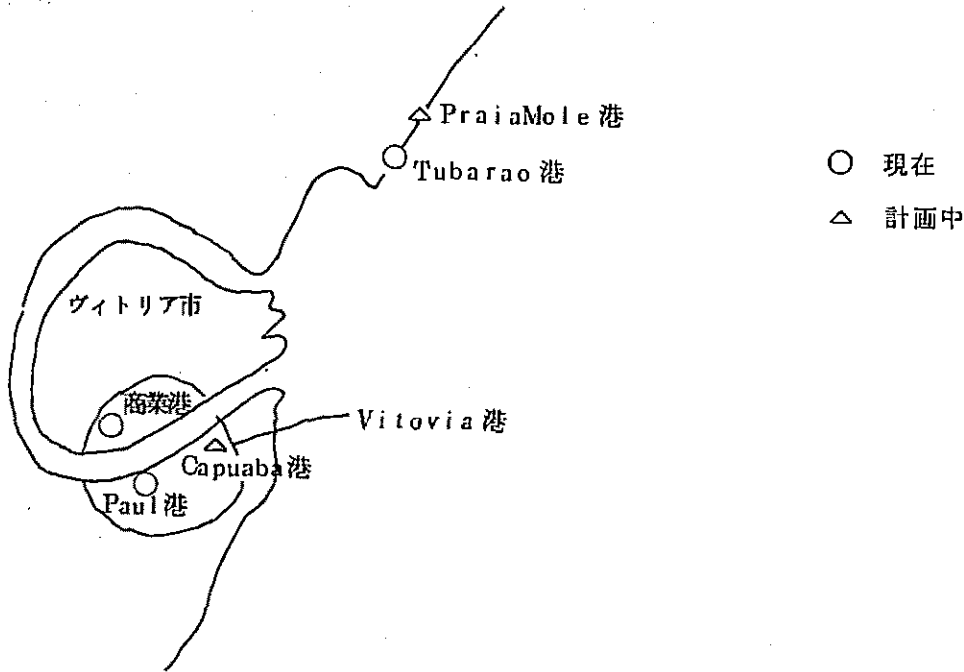 PraiaMole港
Tubarao港
○ 現在
△ 計画中
ヴィトリア市
商業港
Vitovia港
Capuaba港
Paul港